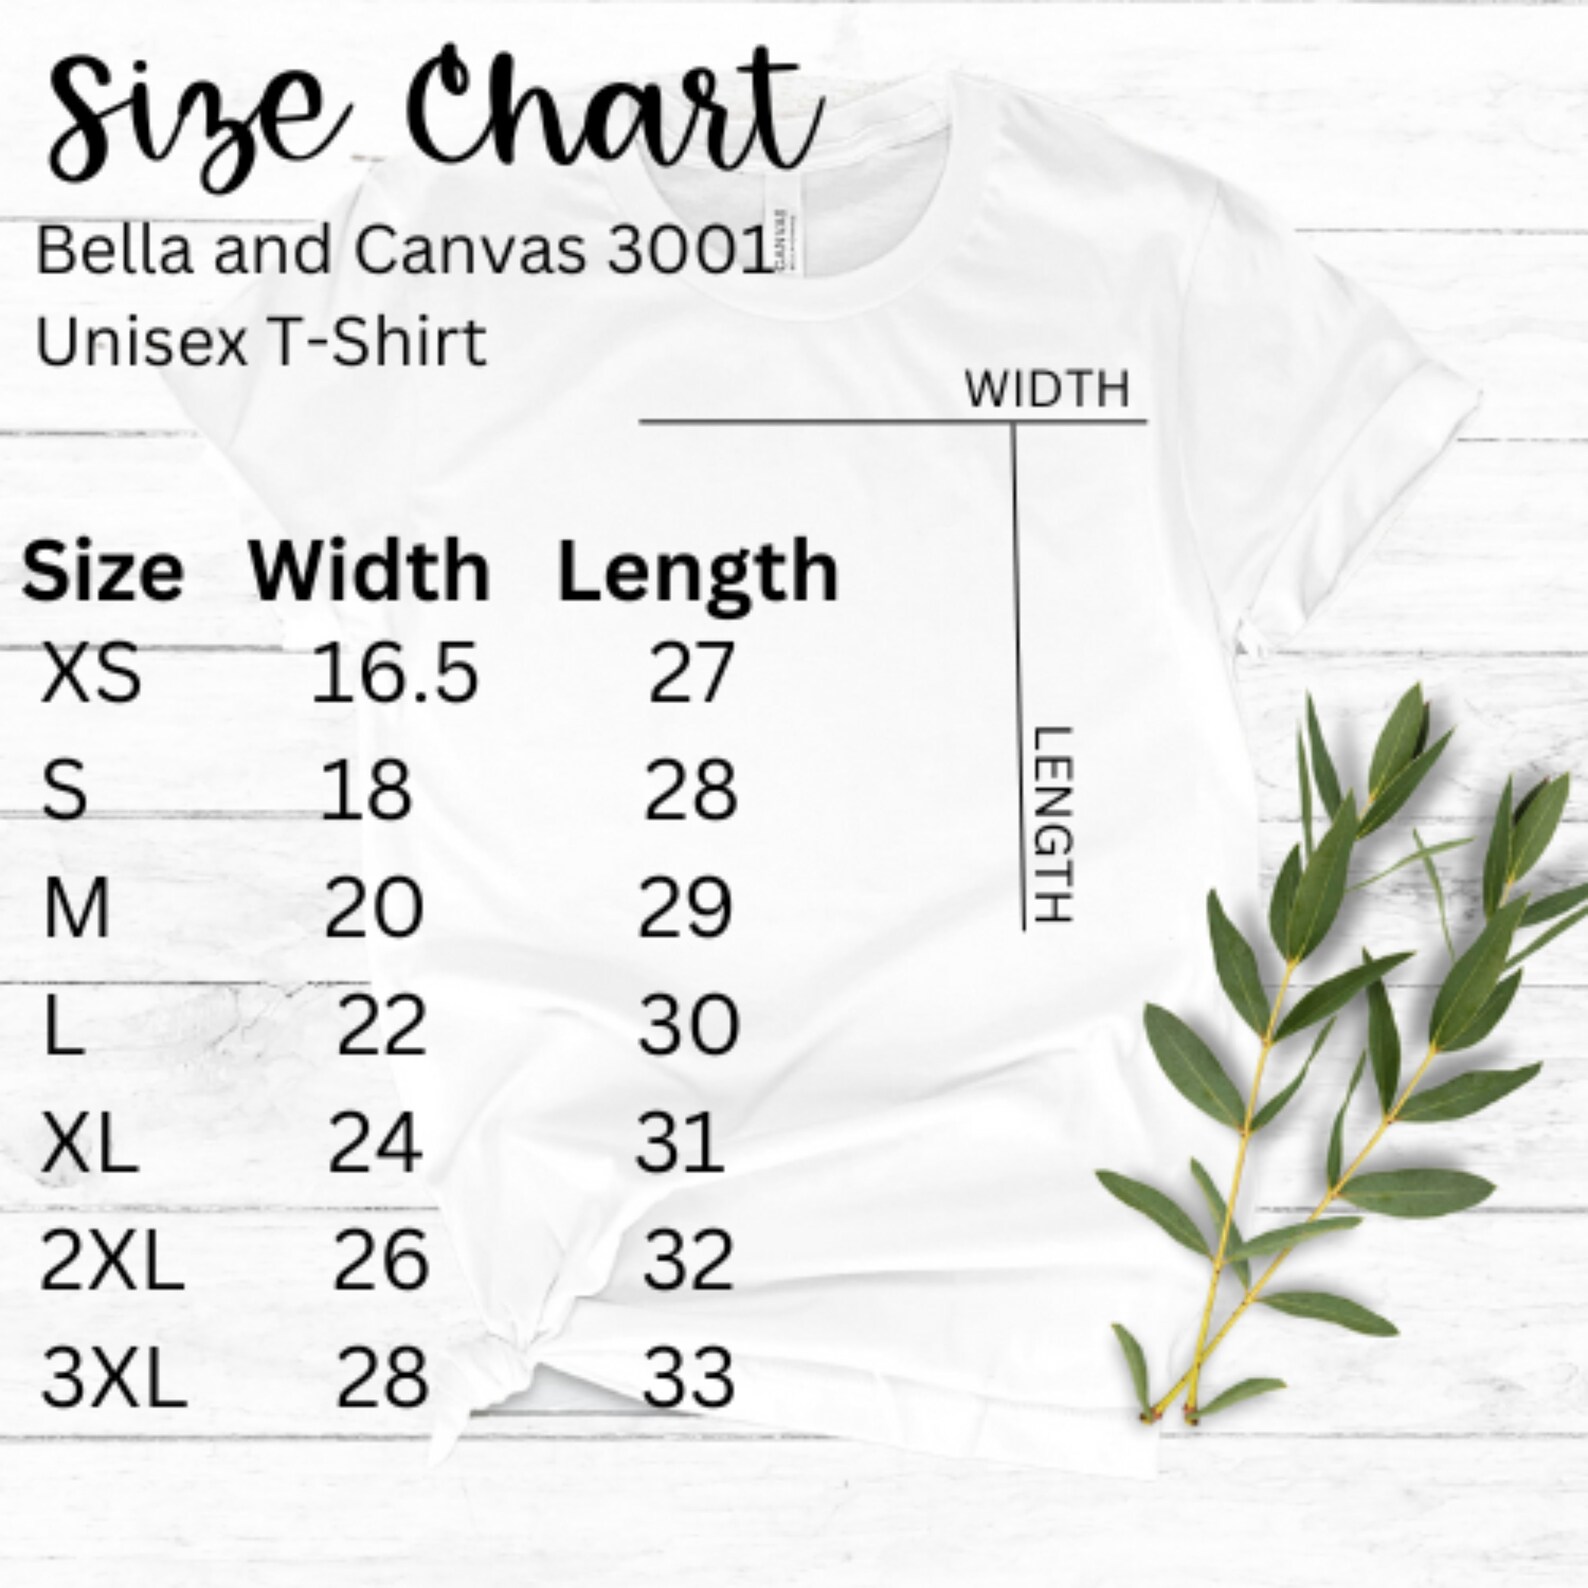 Size Chart
Bella and Canvas 3001
CANVAS
Unisex T-Shirt
WIDTH
LENGTH
Size Width Length
XS 16.5 27
S 18 28
M 20 29
L 22 30
XL 24 31
2XL 26 32
3XL 28 33